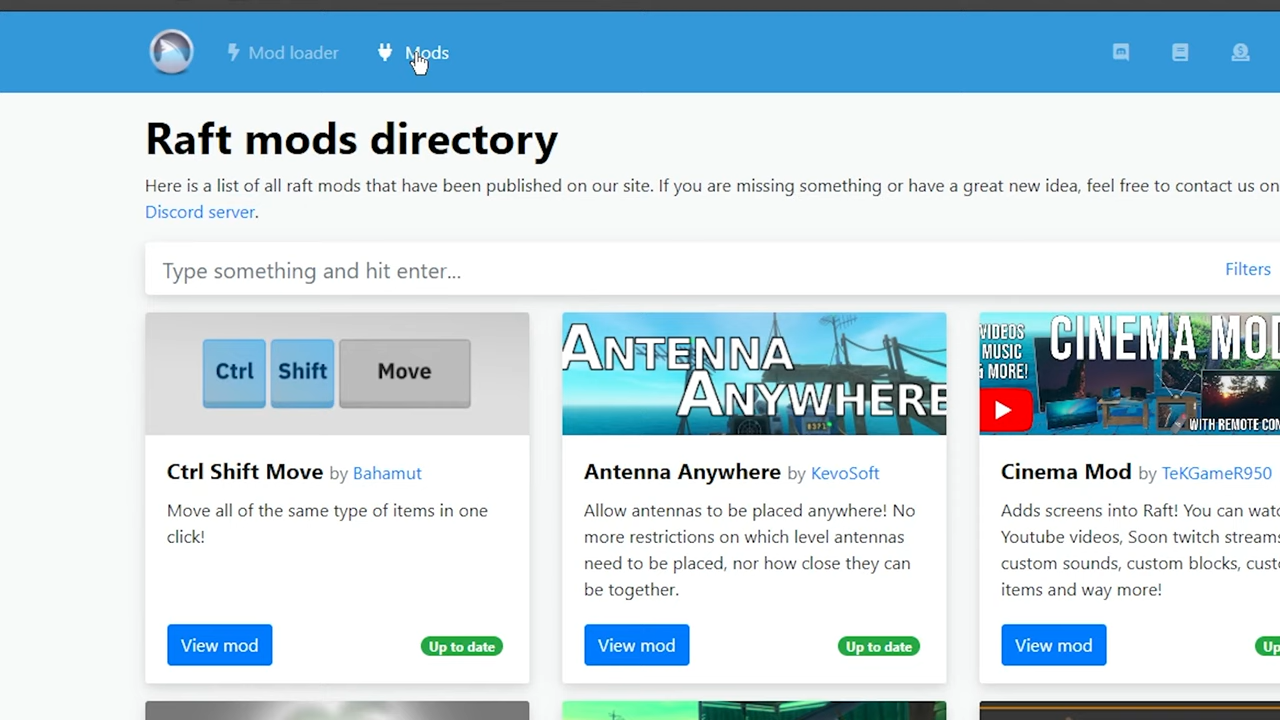 Mod loader
Mods
Raft mods directory
Here is a list of all raft mods that have been published on our site. If you are missing something or have a great new idea, feel free to contact us on
Discord server.
Type something and hit enter...
Filters
Ctrl Shift Move
ANTENNA
ANYWHERE
VIDEOS
MUSIC
& MORE!
CINEMA MOD
WITH REMOTE CON
Ctrl Shift Move by Bahamut
Move all of the same type of items in one
click!
View mod
Up to date
Antenna Anywhere by KevoSoft
Allow antennas to be placed anywhere! No
more restrictions on which level antennas
need to be placed, nor how close they can
be together.
View mod
Up to date
Cinema Mod by TeKGameR950
Adds screens into Raft! You can watc
Youtube videos, Soon twitch streams
custom sounds, custom blocks, custo
items and way more!
View mod
Up